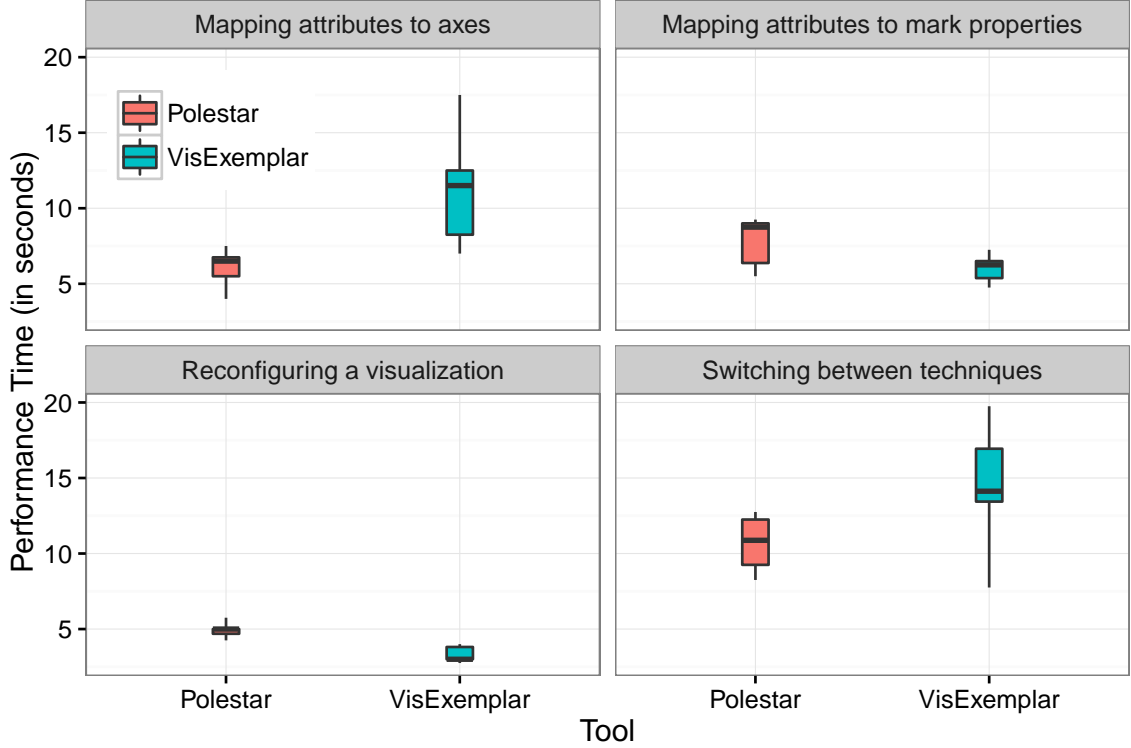 Mapping attributes to axes
Mapping attributes to mark properties
20
15
10
5
Polestar
VisExemplar
Performance Time (in seconds)
Reconfiguring a visualization
Switching between techniques
20
15
10
5
Polestar
VisExemplar
Polestar
VisExemplar
Tool